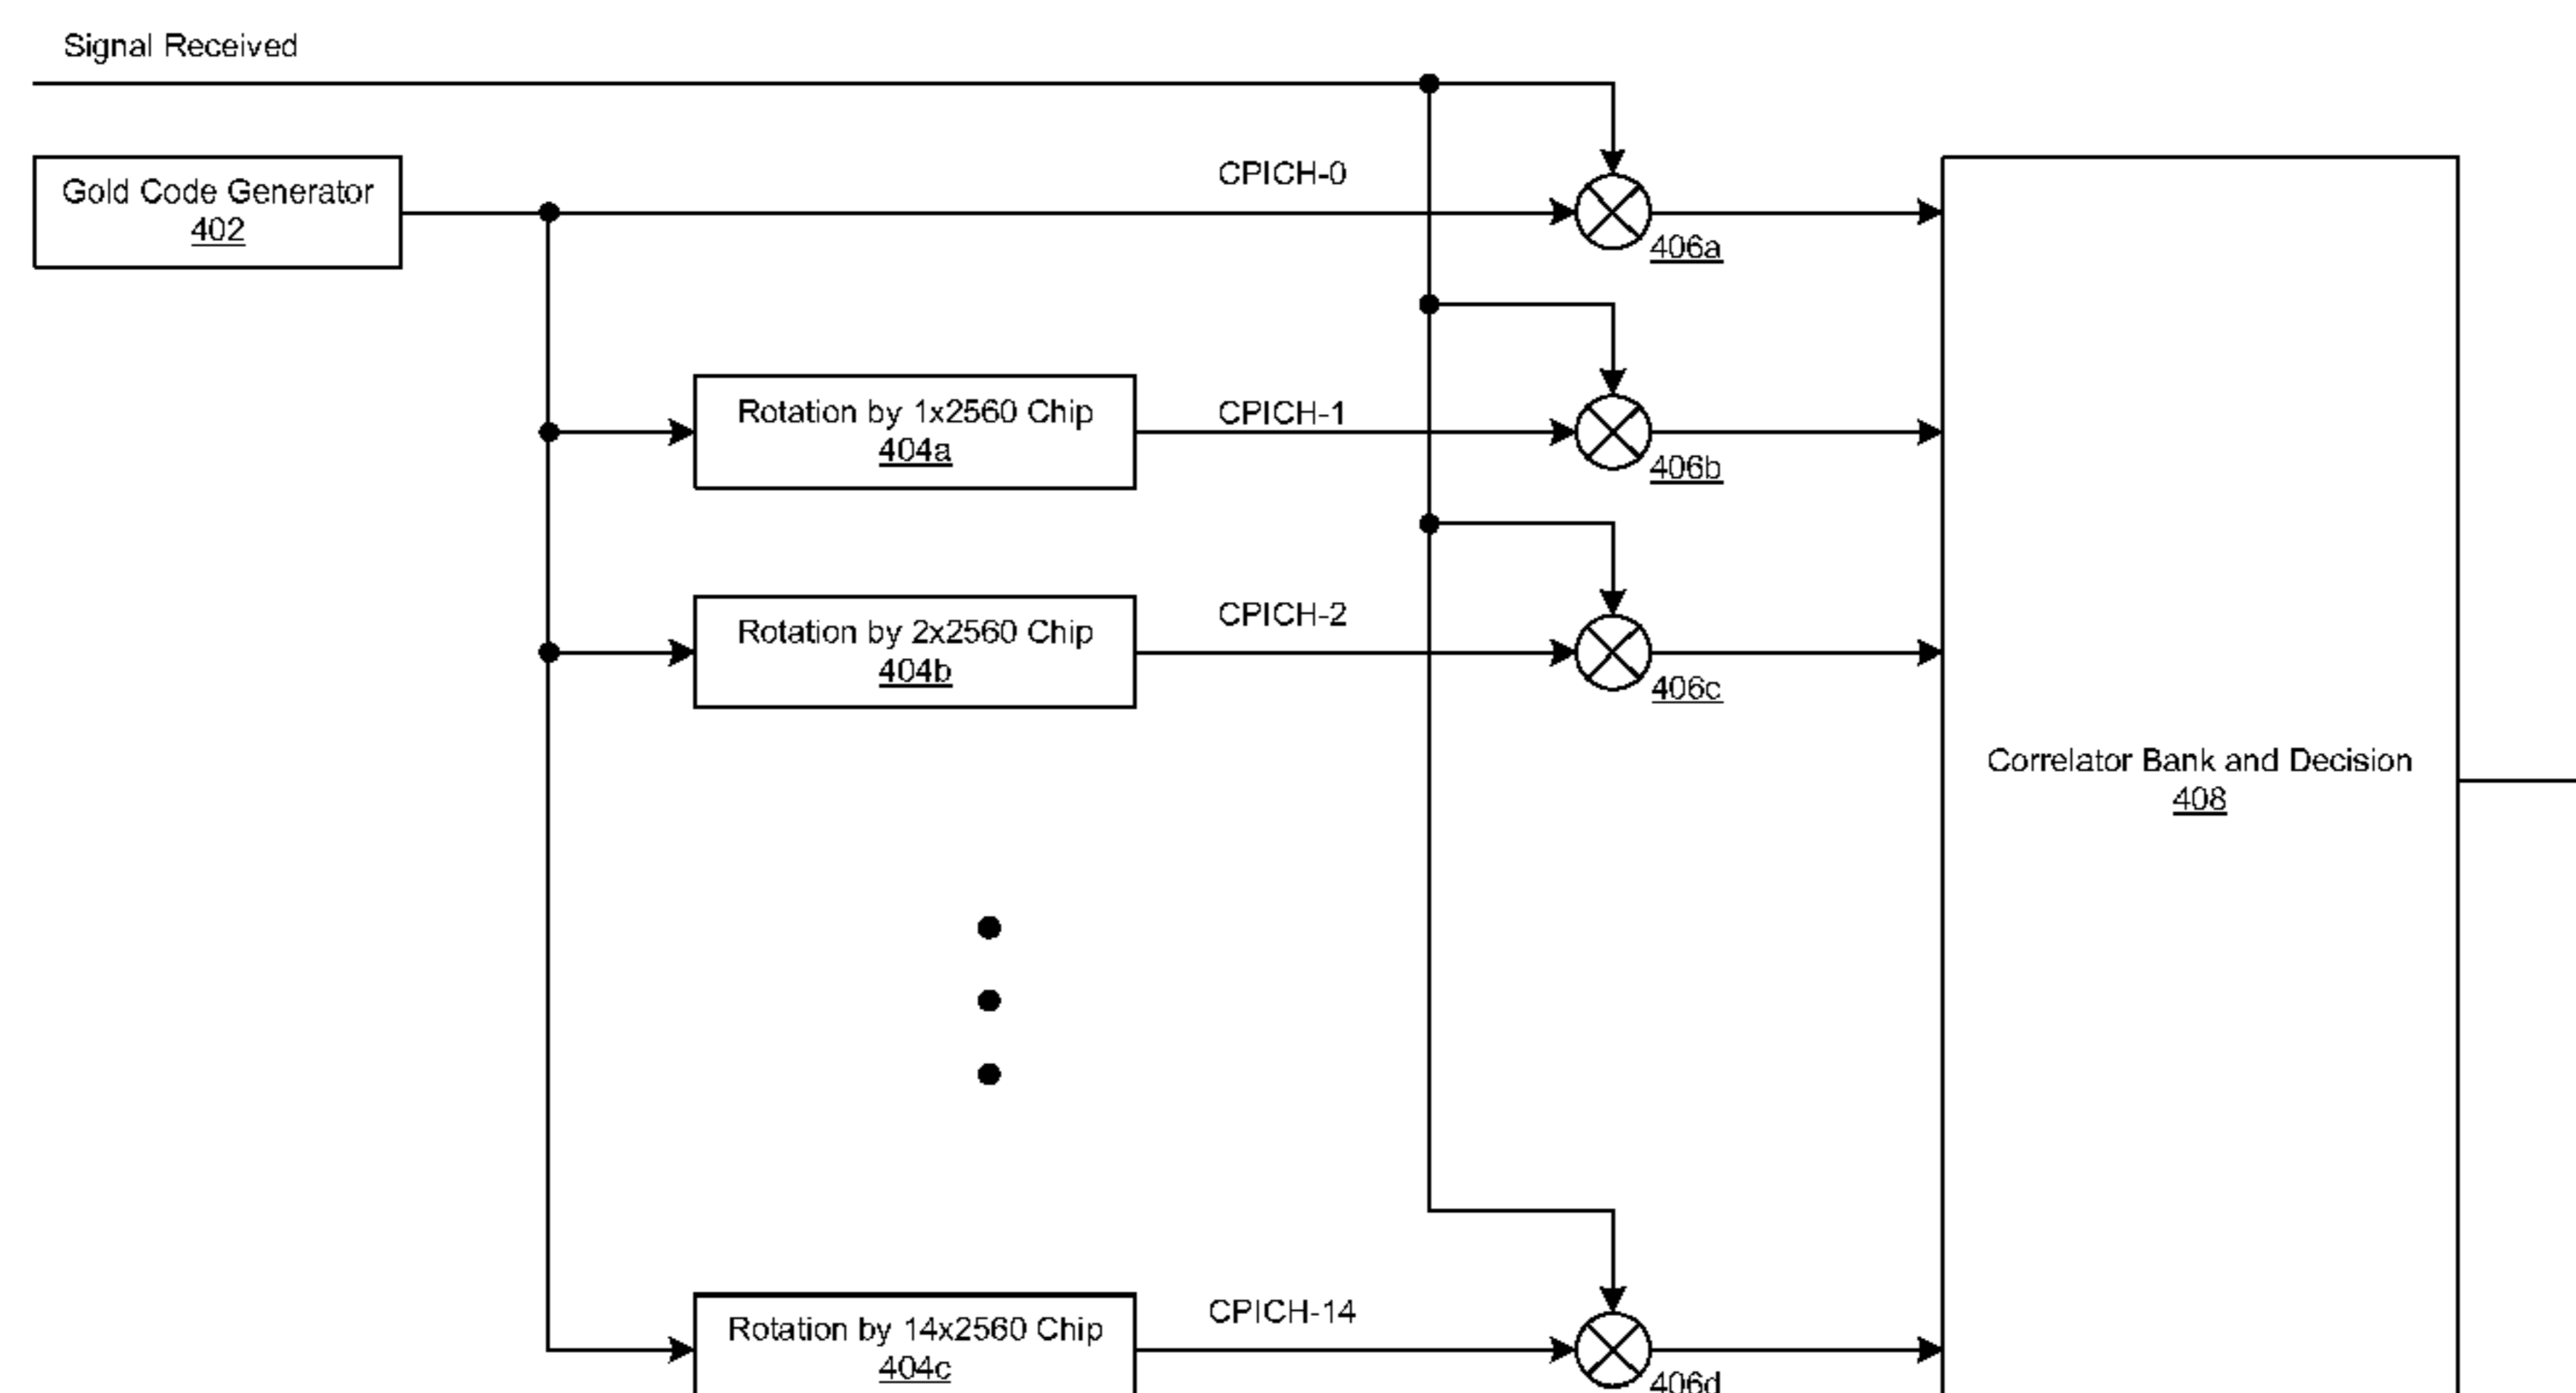 Signal Received
Gold Code Generator
402
CPICH-0
406a
Rotation by 1x2560 Chip
404a
CPICH-1
406b
Rotation by 2x2560 Chip
404b
CPICH-2
406c
Correlator Bank and Decision
408
Rotation by 14x2560 Chip
404c
CPICH-14
406d